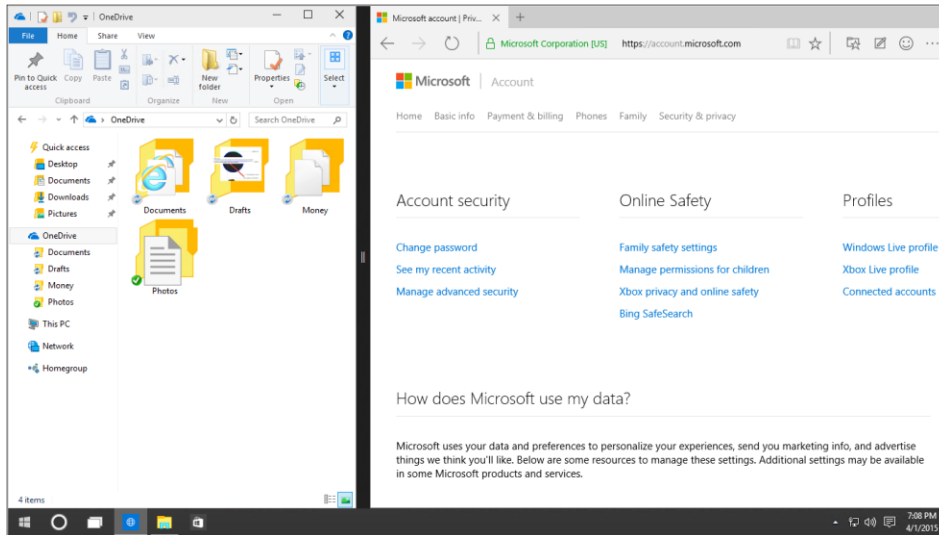 OneDrive
File Home Share View
Pin to Quick access Copy Paste New folder Properties Select
Clipboard Organize New Open
OneDrive Search OneDrive
Quick access
Desktop
Documents
Downloads
Pictures
OneDrive
Documents
Drafts
Money
Photos
This PC
Network
Homegroup
Documents Drafts Money
Photos
4 items
Microsoft account | Priv...
Microsoft Corporation [US] https://account.microsoft.com
Microsoft Account
Home Basic info Payment & billing Phones Family Security & privacy
Account security Online Safety Profiles
Change password Family safety settings Windows Live profile
See my recent activity Manage permissions for children Xbox Live profile
Manage advanced security Xbox privacy and online safety Connected accounts
Bing SafeSearch
How does Microsoft use my data?
Microsoft uses your data and preferences to personalize your experiences, send you marketing info, and advertise
things we think you'll like. Below are some resources to manage these settings. Additional settings may be available
in some Microsoft products and services.
7:08 PM
4/1/2015